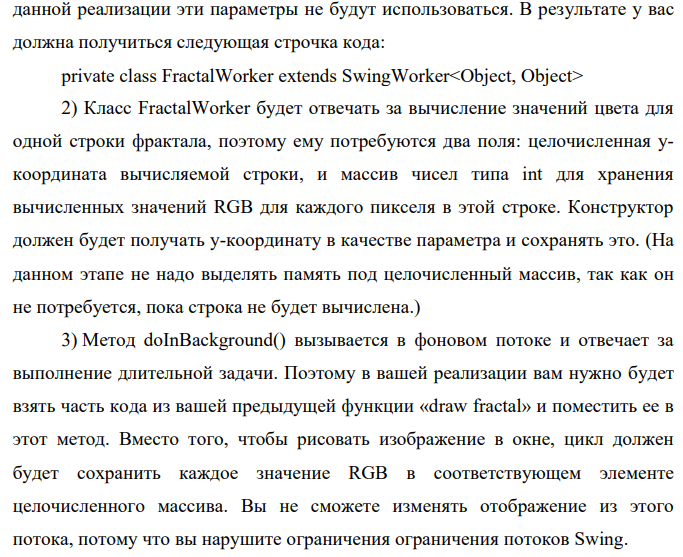 данной реализации эти параметры не будут использоваться. В результате у вас
должна получиться следующая строчка кода:
private class FractalWorker extends SwingWorker<Object, Object>
2) Класс FractalWorker будет отвечать за вычисление значений цвета для
одной строки фрактала, поэтому ему потребуются два поля: целочисленная y-
координата вычисляемой строки, и массив чисел типа int для хранения
вычисленных значений RGB для каждого пикселя в этой строке. Конструктор
должен будет получать y-координату в качестве параметра и сохранять это. (На
данном этапе не надо выделять память под целочисленный массив, так как он
не потребуется, пока строка не будет вычислена.)
3) Метод doInBackground() вызывается в фоновом потоке и отвечает за
выполнение длительной задачи. Поэтому в вашей реализации вам нужно будет
взять часть кода из вашей предыдущей функции «draw fractal» и поместить ее в
этот метод. Вместо того, чтобы рисовать изображение в окне, цикл должен
будет сохранить каждое значение RGB в соответствующем элементе
целочисленного массива. Вы не сможете изменять отображение из этого
потока, потому что вы нарушите ограничения ограничения потоков Swing.